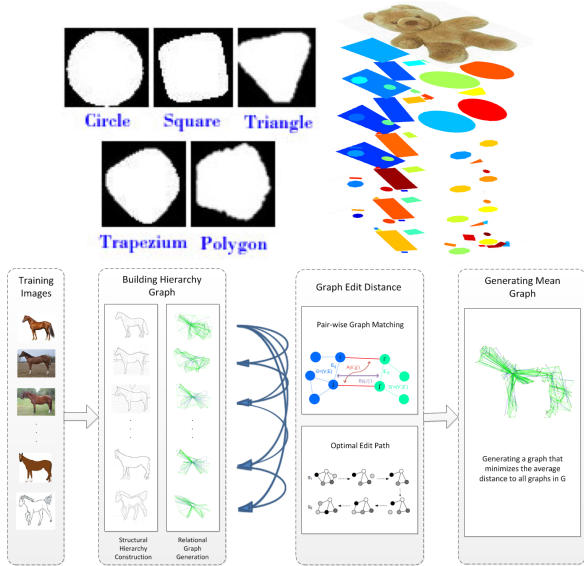 Circle Square Triangle
Trapezium Polygon
Training
Images
Building Hierarchy
Graph
Structural
Hierarchy
Construction
Relational
Graph
Generation
Graph Edit Distance
Pair-wise Graph Matching
Optimal Edit Path
Generating Mean
Graph
Generating a graph that
minimizes the average
distance to all graphs in G